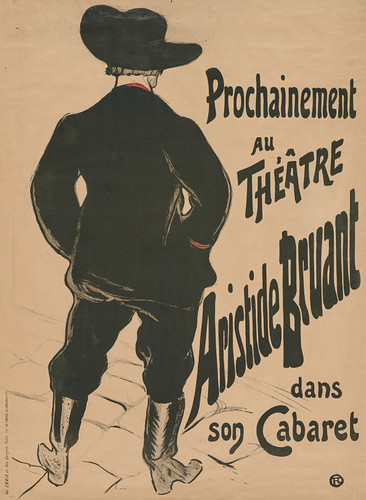 Prochainement
AU
THÉÂTRE
Aristide Bruant
dans
son Cabaret